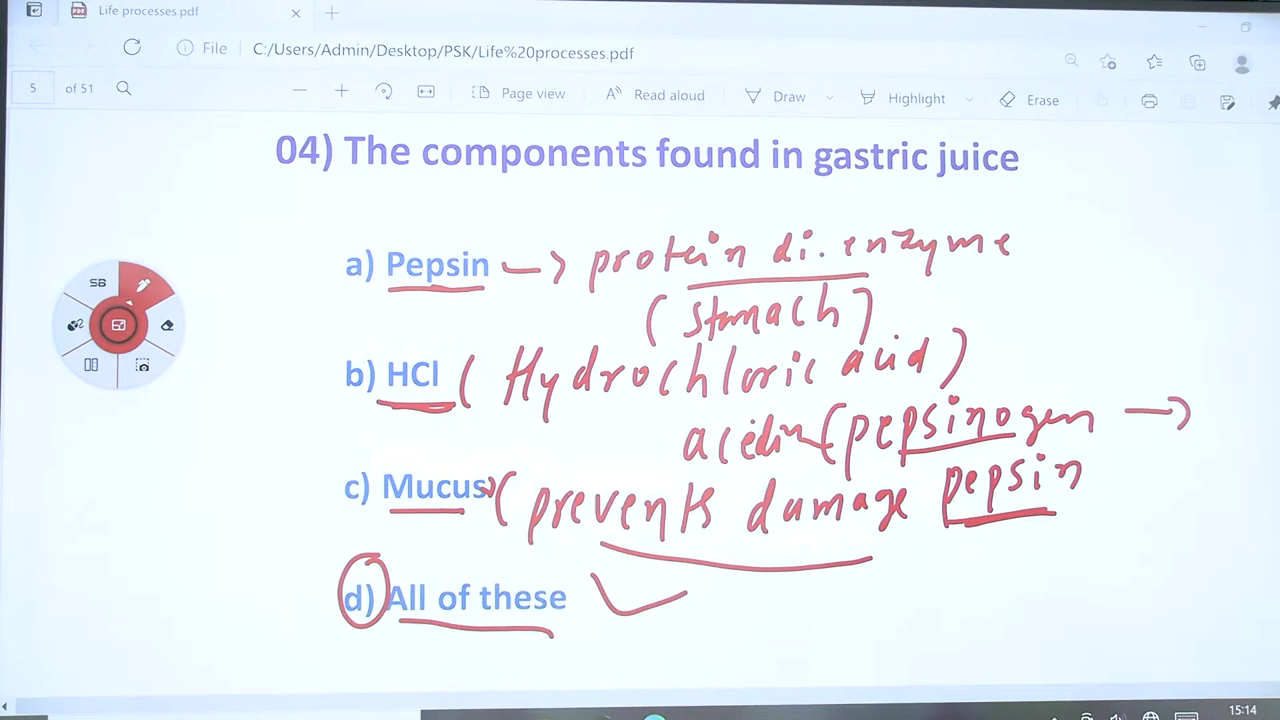 Life processes.pdf
File C:/Users/Admin/Desktop/PSK/Life%20processes.pdf
5 of 51 Page view Read aloud Draw Highlight Erase
04) The components found in gastric juice
a) Pepsin -> protein di. enzyme
(stomach)
SB
b) HCl (Hydrochloric acid)
(pepsinogen ->
pepsin
c) Mucus (prevents damage
d) All of these
15:14